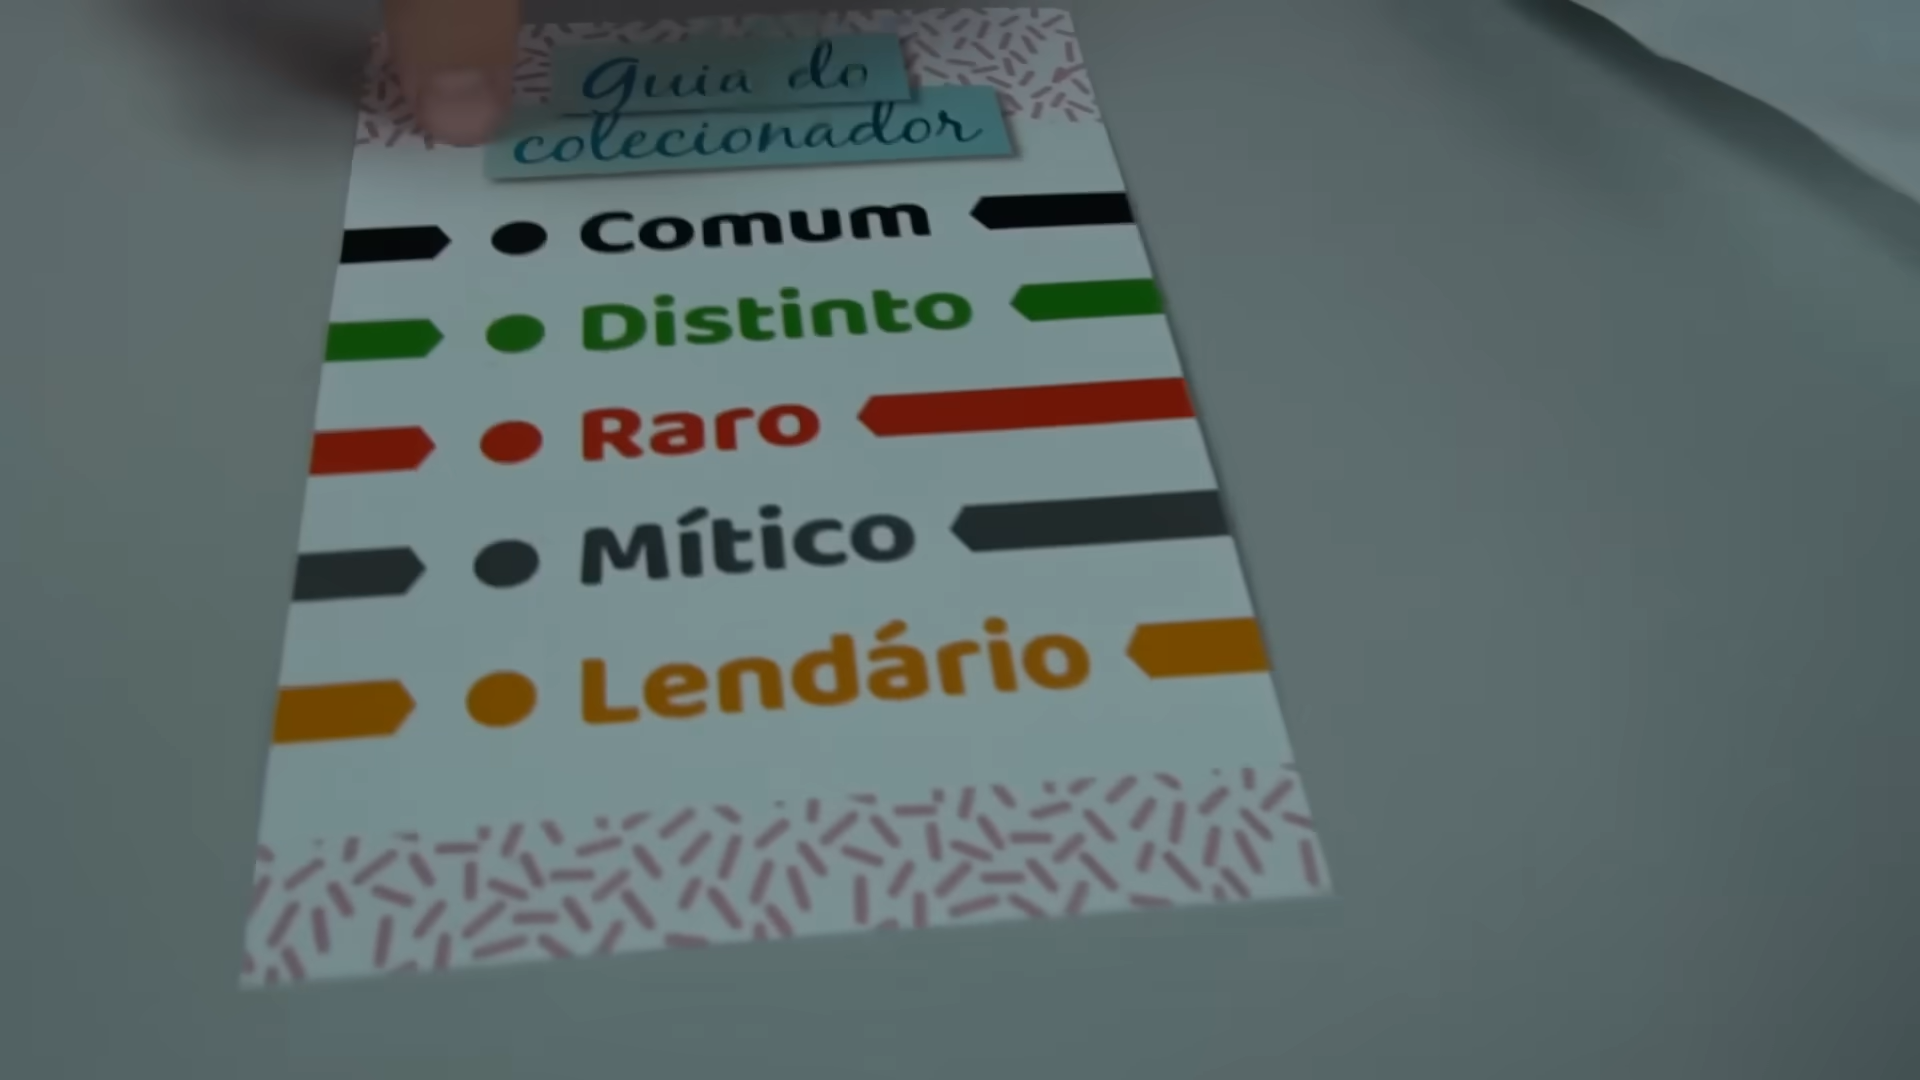 Guia do
colecionador
Comum
Distinto
Raro
Mítico
Lendário